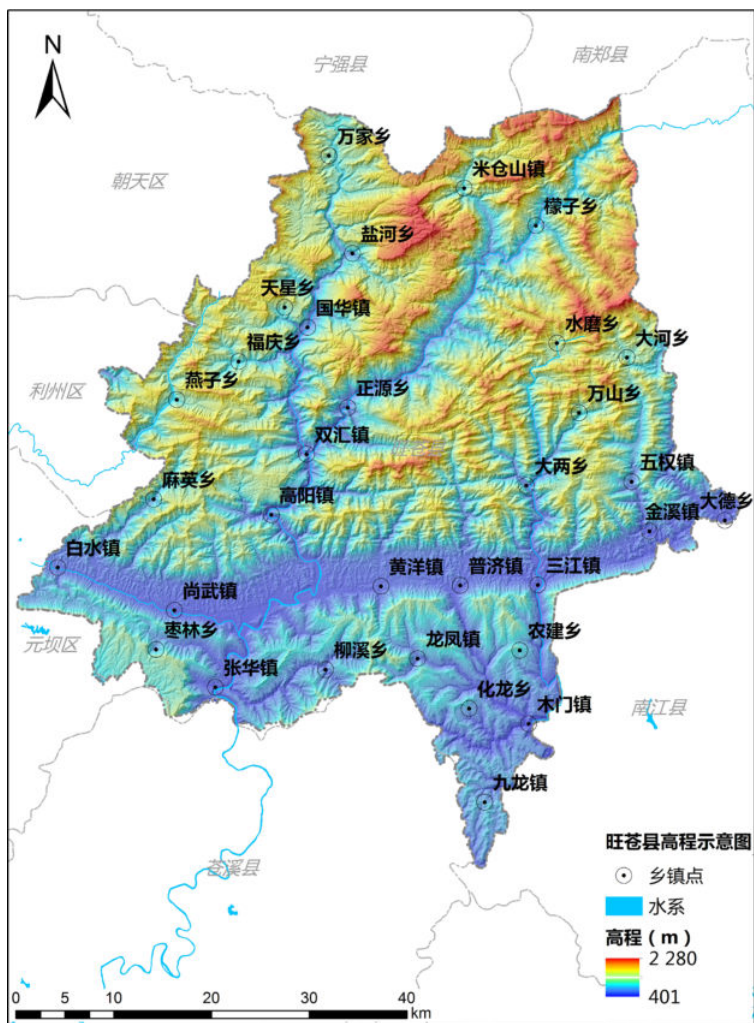 N
宁强县
南郑县
万家乡
米仓山镇
朝天区
檬子乡
盐河乡
天星乡
国华镇
水磨乡
大河乡
福庆乡
利州区
燕子乡
正源乡
万山乡
双汇镇
五权镇
大两乡
麻英乡
大德乡
高阳镇
金溪镇
白水镇
黄洋镇
普济镇
三江镇
尚武镇
枣林乡
元坝区
农建乡
龙凤镇
柳溪乡
张华镇
化龙乡
木门镇
南江县
九龙镇
旺苍县高程示意图
苍溪县
乡镇点
水系
高程（m）
2 280
401
0 5 10 20 30 40
km